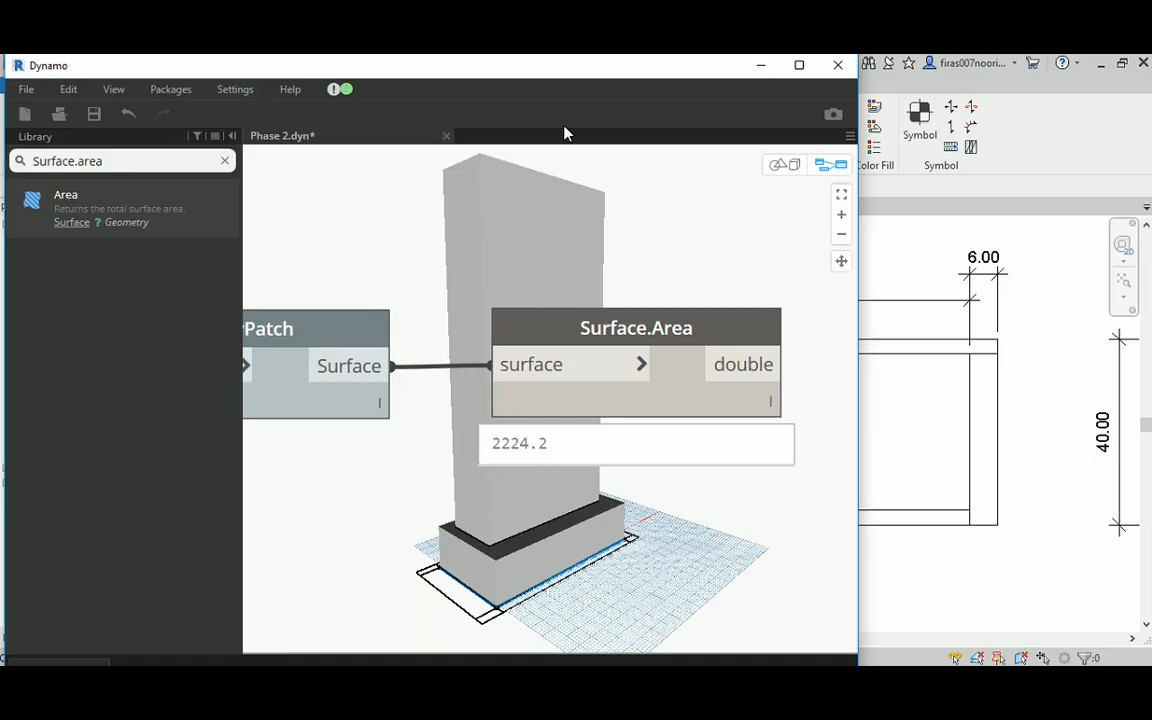 Dynamo
firas007noori...
File Edit View Packages Settings Help
Library
Phase 2.dyn*
Surface.area
Area
Returns the total surface area.
Surface ? Geometry
Patch
Surface
Surface.Area
surface > double
2224.2
Symbol
Color Fill
Symbol
2D
6.00
40.00
:0